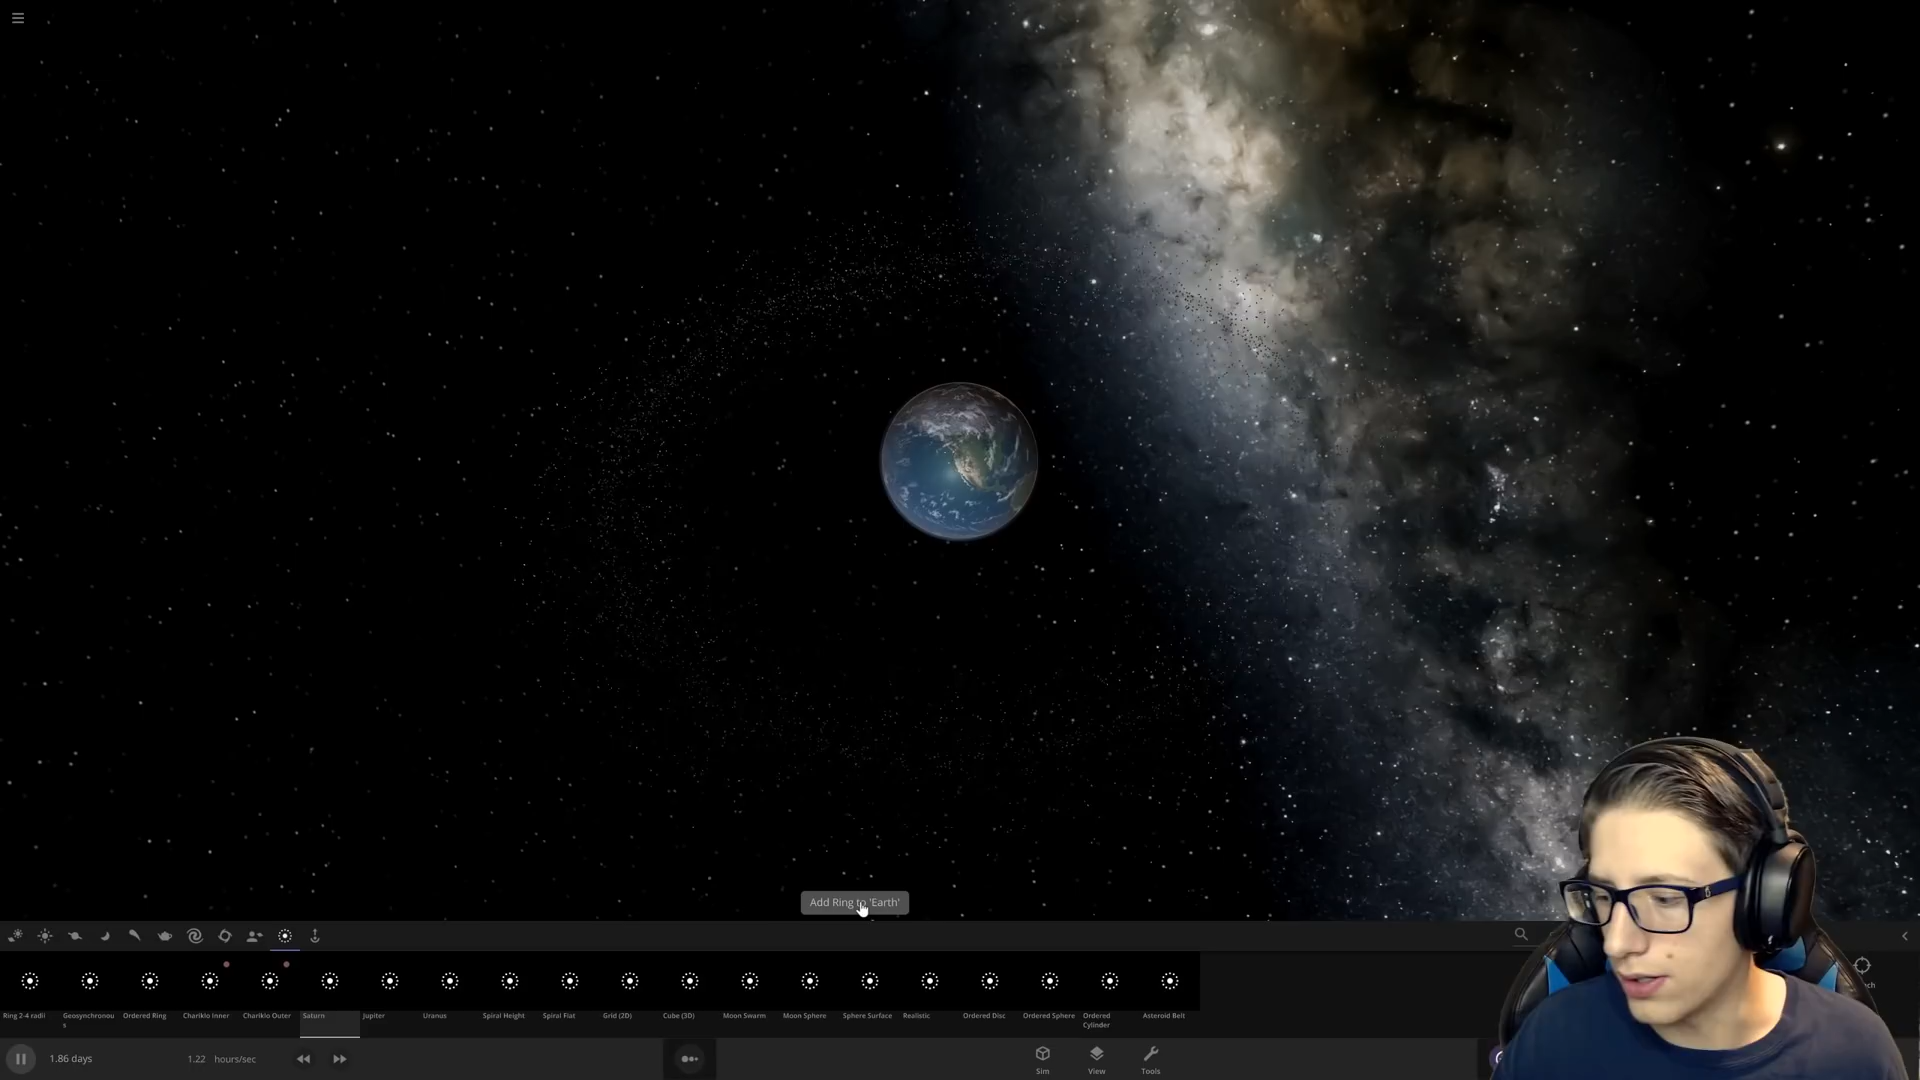 Add Ring to 'Earth'
Ring 2-4 radii
Geosynchronou
s
Ordered Ring
Chariklo Inner
Chariklo Outer
Saturn
Jupiter
Uranus
Spiral Height
Spiral Flat
Grid (2D)
Cube (3D)
Moon Swarm
Moon Sphere
Sphere Surface
Realistic
Ordered Disc
Ordered Sphere
Ordered
Cylinder
Asteroid Belt
1.86 days
1.22 hours/sec
Sim
View
Tools